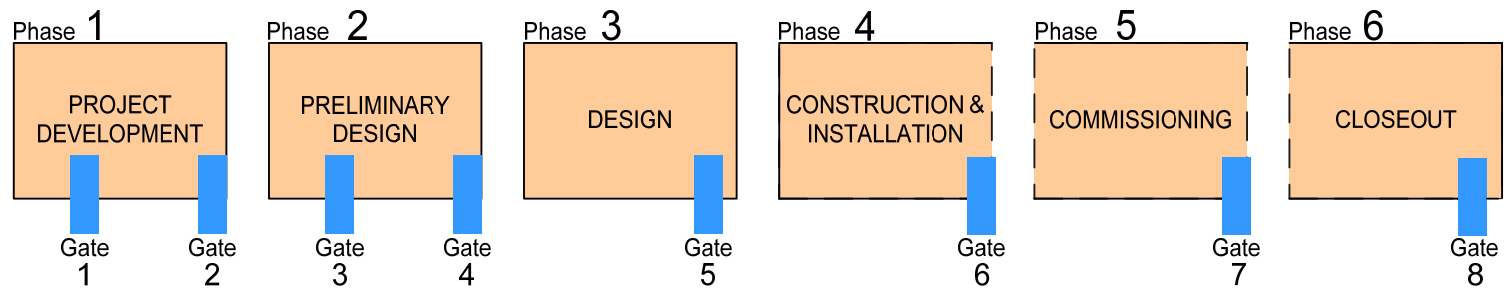 Phase 1
PROJECT
DEVELOPMENT
Gate
1
Gate
2
Phase 2
PRELIMINARY
DESIGN
Gate
3
Gate
4
Phase 3
DESIGN
Gate
5
Phase 4
CONSTRUCTION &
INSTALLATION
Gate
6
Phase 5
COMMISSIONING
Gate
7
Phase 6
CLOSEOUT
Gate
8